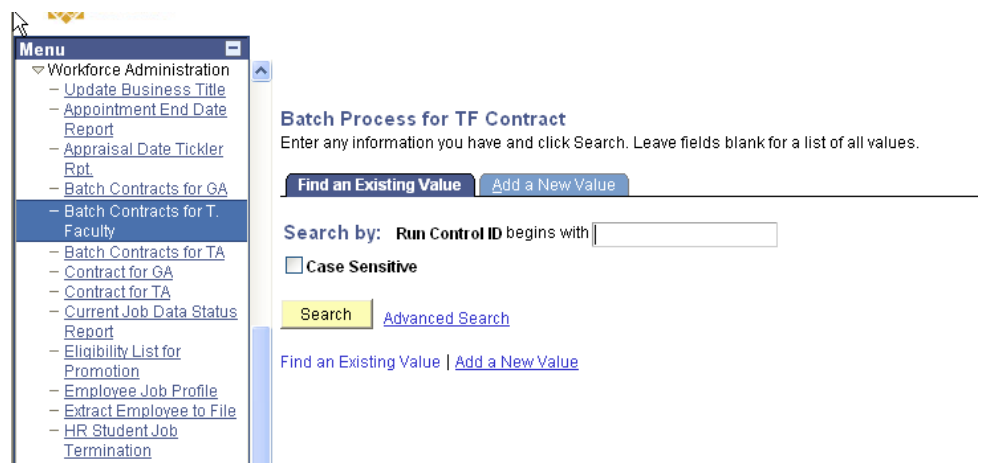 Menu
Workforce Administration
– Update Business Title
– Appointment End Date
Report
– Appraisal Date Tickler
Rpt.
– Batch Contracts for GA
– Batch Contracts for T.
Faculty
– Batch Contracts for TA
– Contract for GA
– Contract for TA
– Current Job Data Status
Report
– Eligibility List for
Promotion
– Employee Job Profile
– Extract Employee to File
– HR Student Job
Termination
Batch Process for TF Contract
Enter any information you have and click Search. Leave fields blank for a list of all values.
Find an Existing Value Add a New Value
Search by: Run Control ID begins with
Case Sensitive
Search Advanced Search
Find an Existing Value | Add a New Value